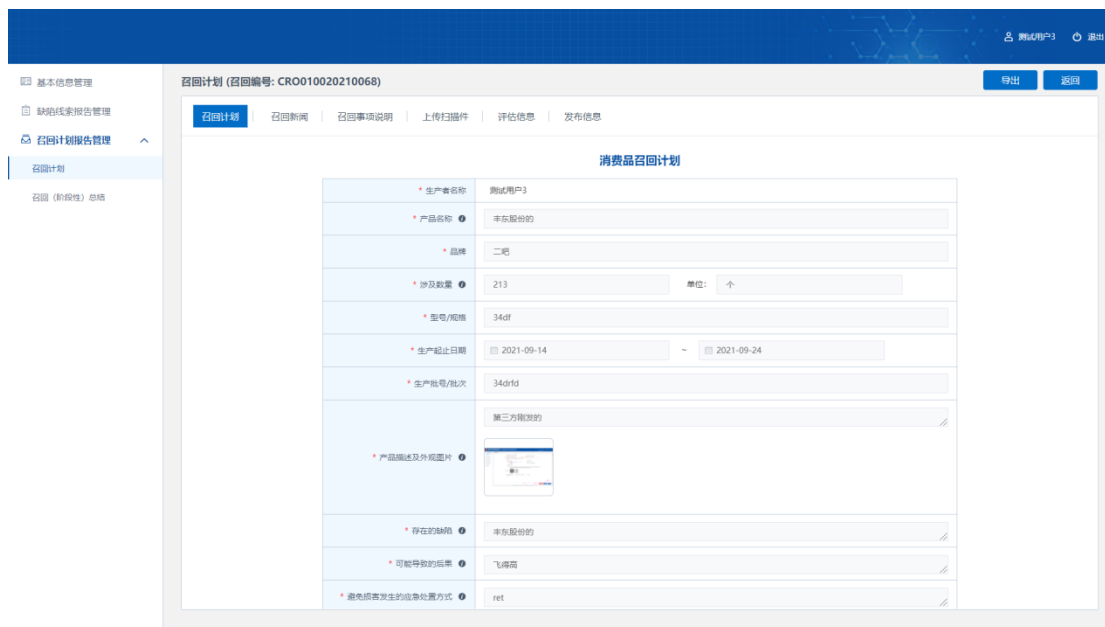 测试用户3 退出
基本信息管理
缺陷线索报告管理
召回计划报告管理
召回计划
召回（阶段性）总结
召回计划 (召回编号: CRO010020210068)
导出 返回
召回计划 召回新闻 召回事项说明 上传扫描件 评估信息 发布信息
消费品召回计划
* 生产者名称 测试用户3
* 产品名称 丰东股份的
* 品牌 二吧
* 涉及数量 213 单位: 个
* 型号/规格 34df
* 生产起止日期 2021-09-14 ~ 2021-09-24
* 生产批号/批次 34drfd
第三方刚发的
* 产品描述及外观图片
* 存在的缺陷 丰东股份的
* 可能导致的后果 飞得高
* 避免损害发生的应急处置方式 ret